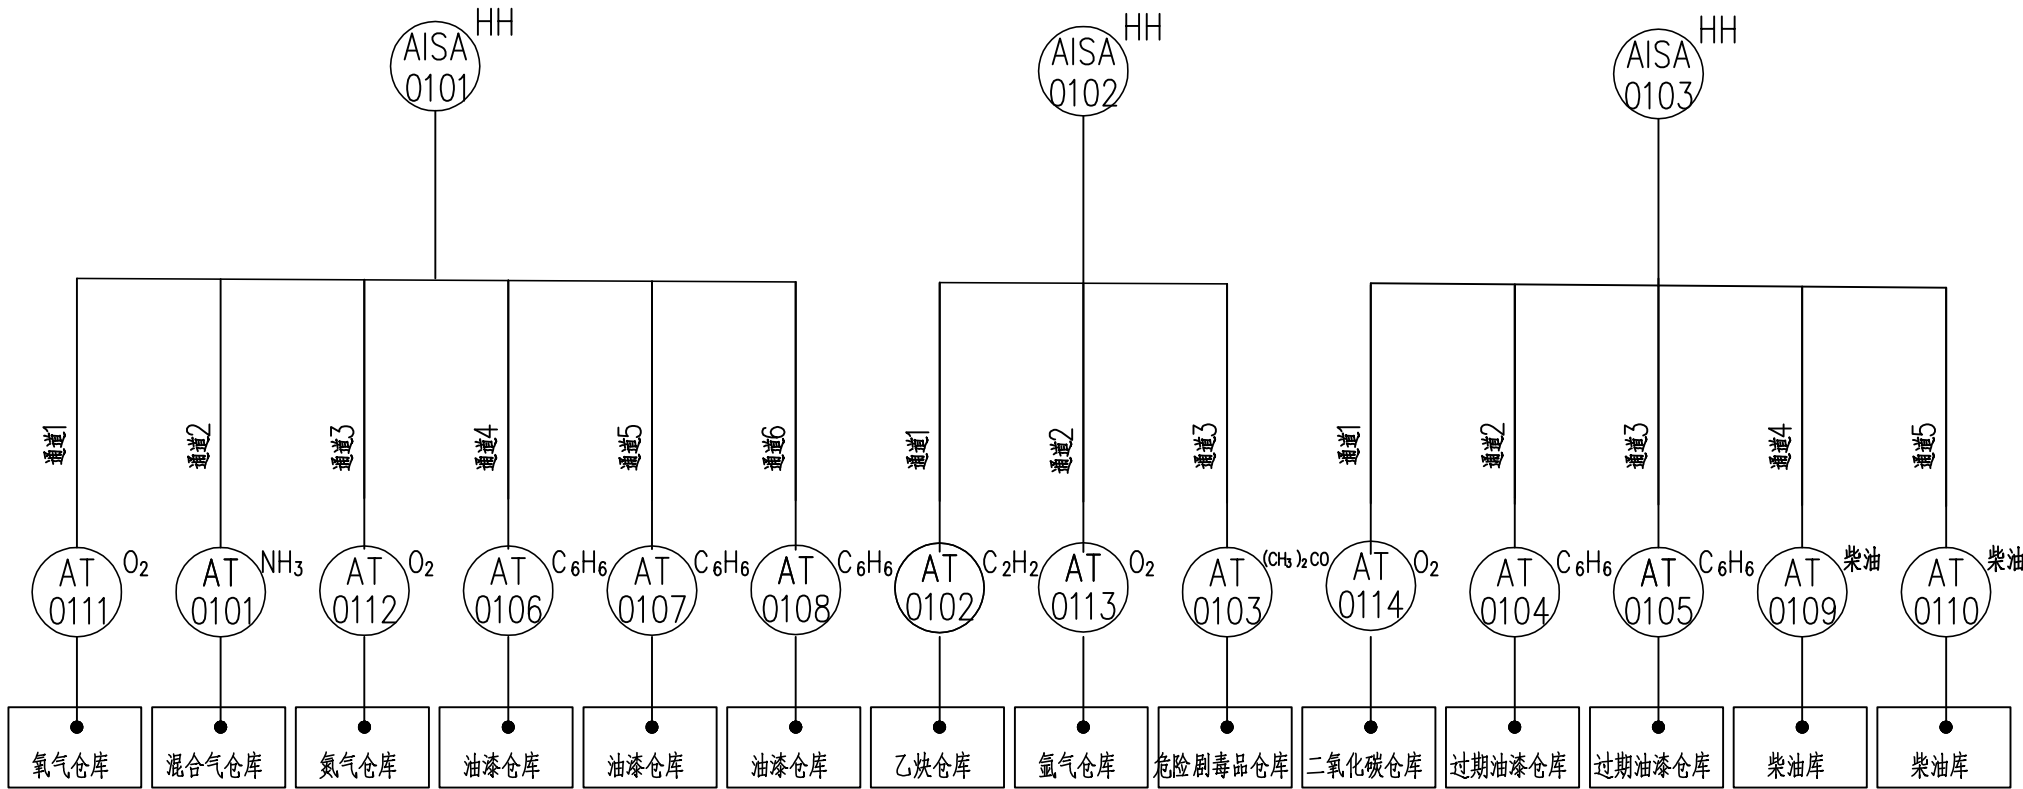 AISA
0101
HH
AISA
0102
HH
AISA
0103
HH
通道1
通道2
通道3
通道4
通道5
通道6
通道1
通道2
通道3
通道1
通道2
通道3
通道4
通道5
AT
0111
O₂
AT
0101
NH₃
AT
0112
O₂
AT
0106
C₆H₆
AT
0107
C₆H₆
AT
0108
C₆H₆
AT
0102
C₂H₂
AT
0113
O₂
AT
0103
(CH₃)₂CO
AT
0114
O₂
AT
0104
C₆H₆
AT
0105
C₆H₆
AT
0109
柴油
AT
0110
柴油
氧气仓库
混合气仓库
氮气仓库
油漆仓库
油漆仓库
油漆仓库
乙炔仓库
氩气仓库
危险剧毒品仓库
二氧化碳仓库
过期油漆仓库
过期油漆仓库
柴油库
柴油库